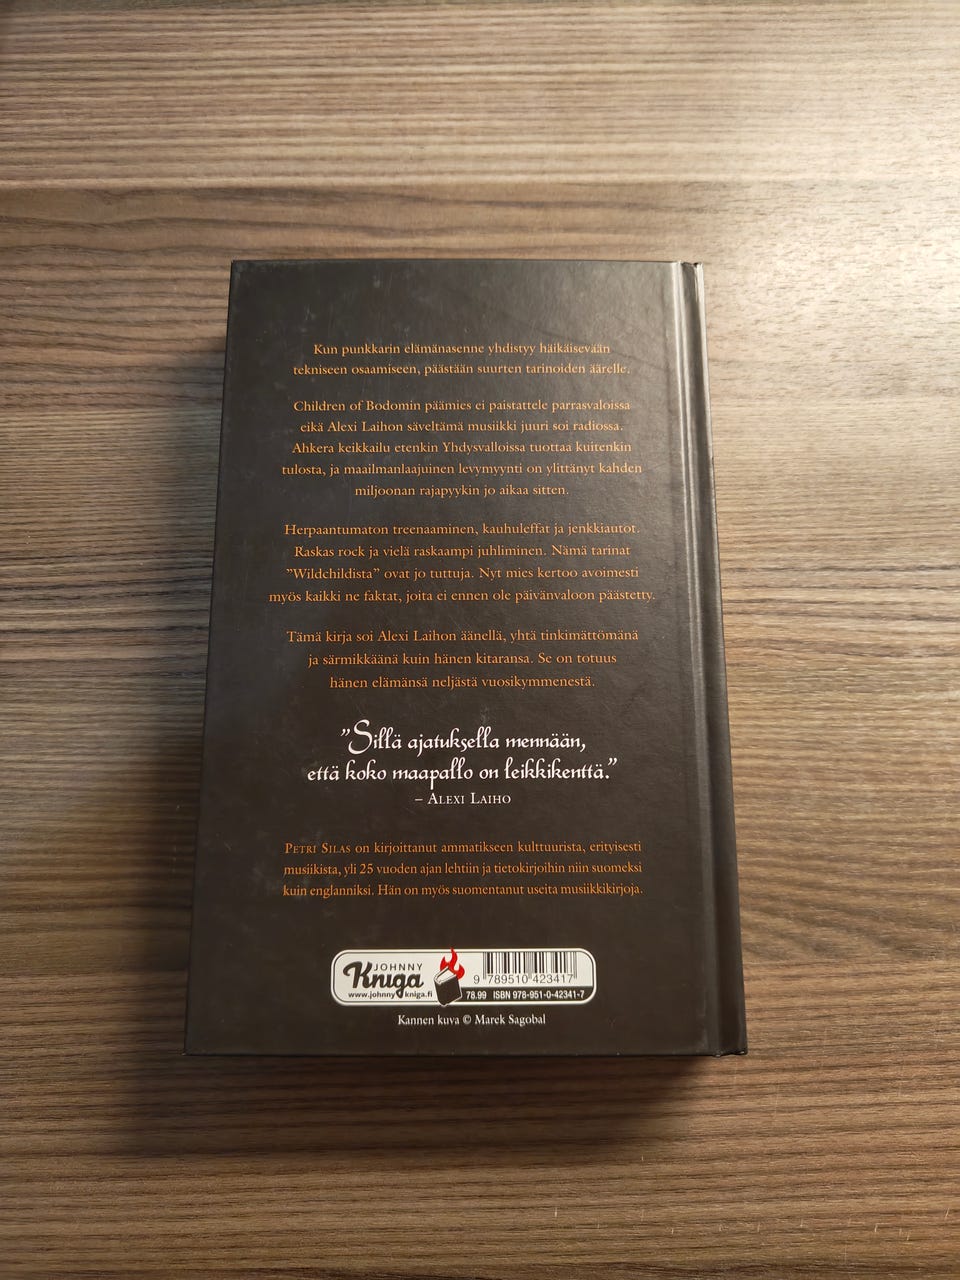 Kun punkkarin elämänasenne yhdistyy häikäisevään
tekniseen osaamiseen, päästään suurten tarinoiden äärelle.
Children of Bodomin päämies ei paistattele parrasvaloissa
eikä Alexi Laihon säveltämä musiikki juuri soi radiossa.
Ahkera keikkailu etenkin Yhdysvalloissa tuottaa kuitenkin
tulosta, ja maailmanlaajuinen levymyynti on ylittänyt kahden
miljoonan rajapyykin jo aikaa sitten.
Herpaantumaton treenaaminen, kauhuleffat ja jenkkiautot.
Raskas rock ja vielä raskaampi juhliminen. Nämä tarinat
”Wildchildista” ovat jo tuttuja. Nyt mies kertoo avoimesti
myös kaikki ne faktat, joita ei ennen ole päivänvaloon päästetty.
Tämä kirja soi Alexi Laihon äänellä, yhtä tinkimättömänä
ja särmikkäänä kuin hänen kitaransa. Se on totuus
hänen elämänsä neljästä vuosikymmenestä.
”Sillä ajatuksella mennään,
että koko maapallo on leikkikenttä.”
– Alexi Laiho
Petri Silas on kirjoittanut ammatikseen kulttuurista, erityisesti
musiikista, yli 25 vuoden ajan lehtiin ja tietokirjoihin niin suomeksi
kuin englanniksi. Hän on myös suomentanut useita musiikkikirjoja.
JOHNNY
Kniga
www.johnnykniga.fi
9 789510 423417
78.99 ISBN 978-951-0-42341-7
Kannen kuva © Marek Sagobal